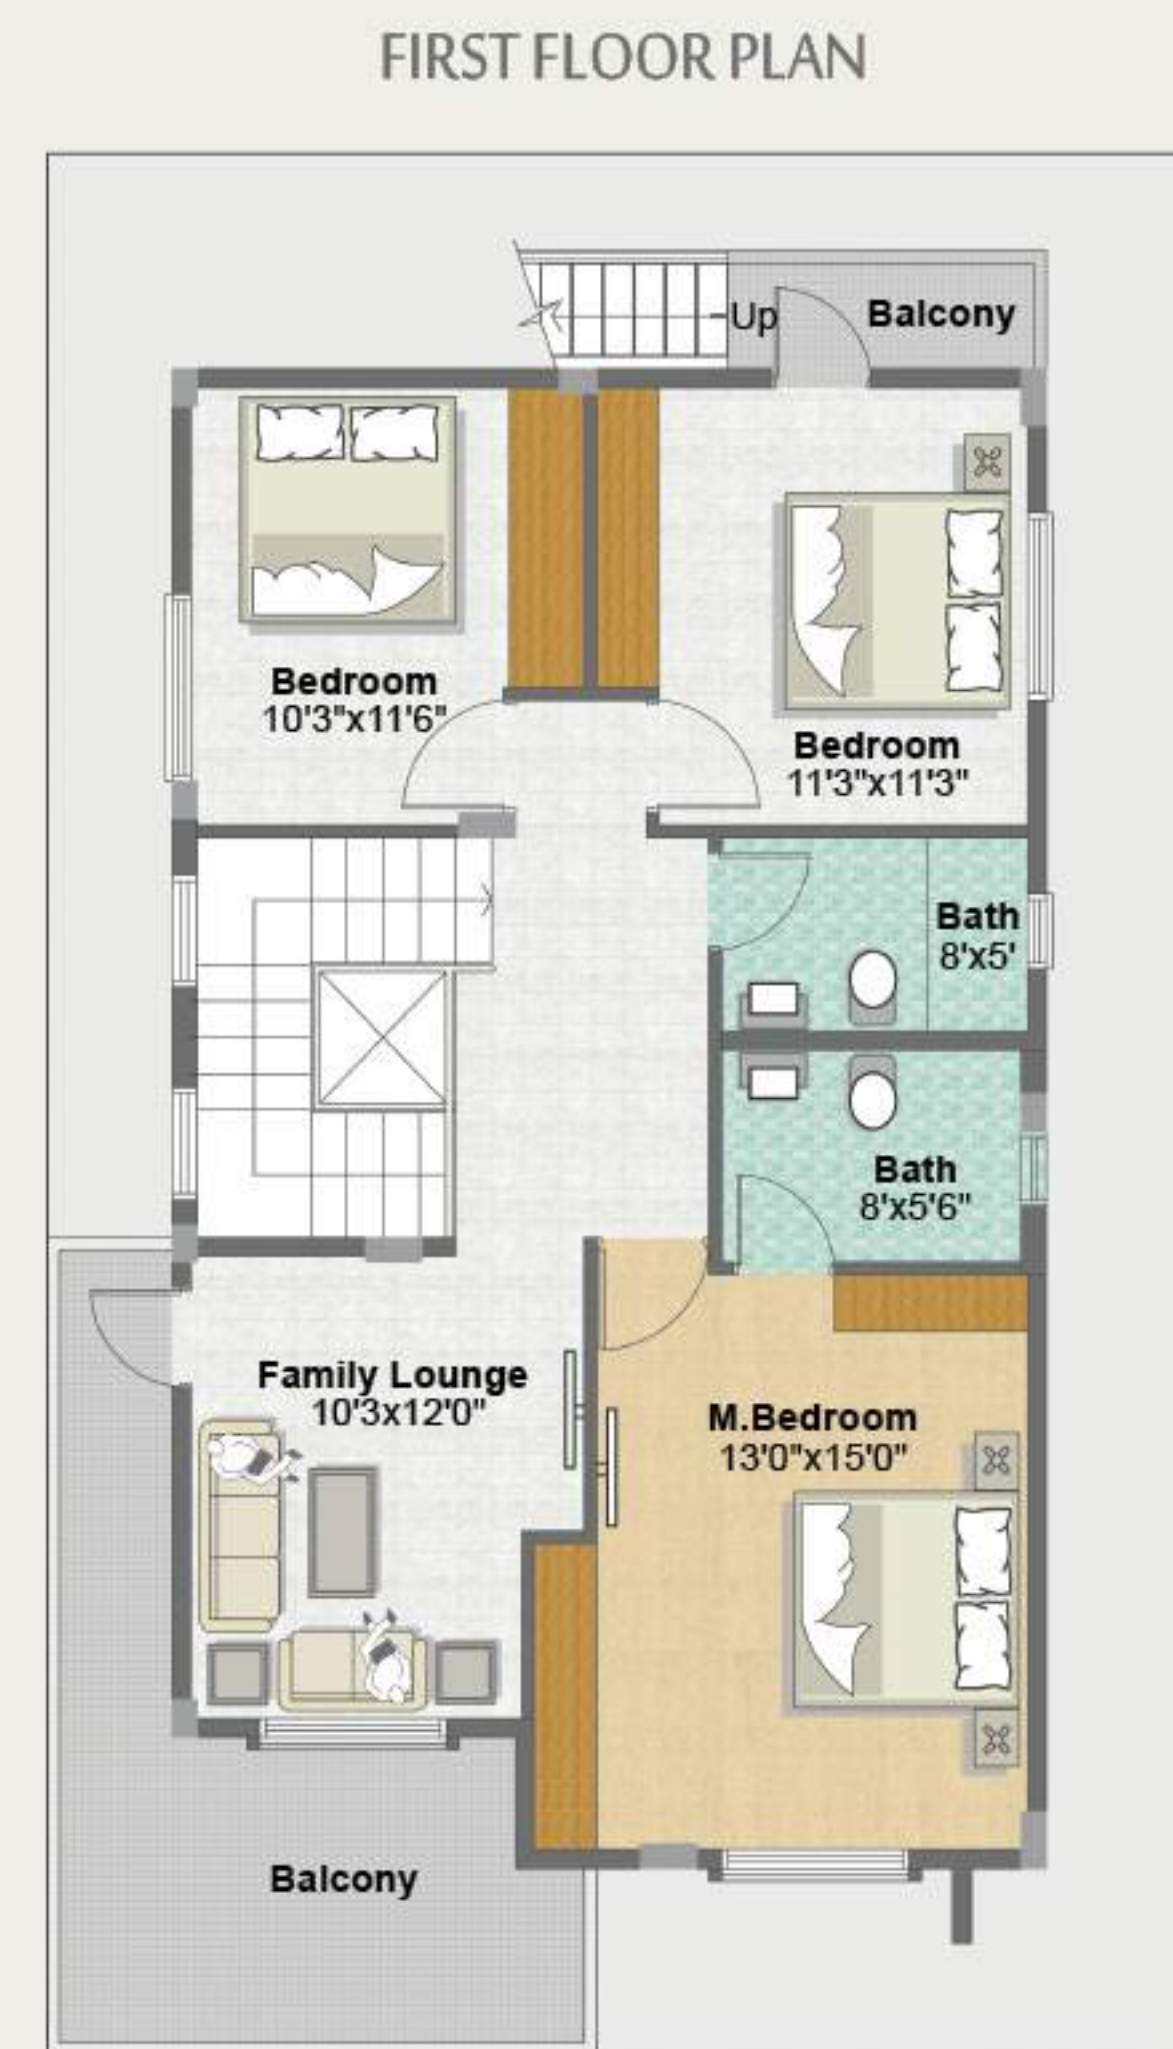 FIRST FLOOR PLAN
Up
Balcony
Bedroom
10'3"x11'6"
Bedroom
11'3"x11'3"
Bath
8'x5'
Bath
8'x5'6"
Family Lounge
10'3x12'0"
M.Bedroom
13'0"x15'0"
Balcony